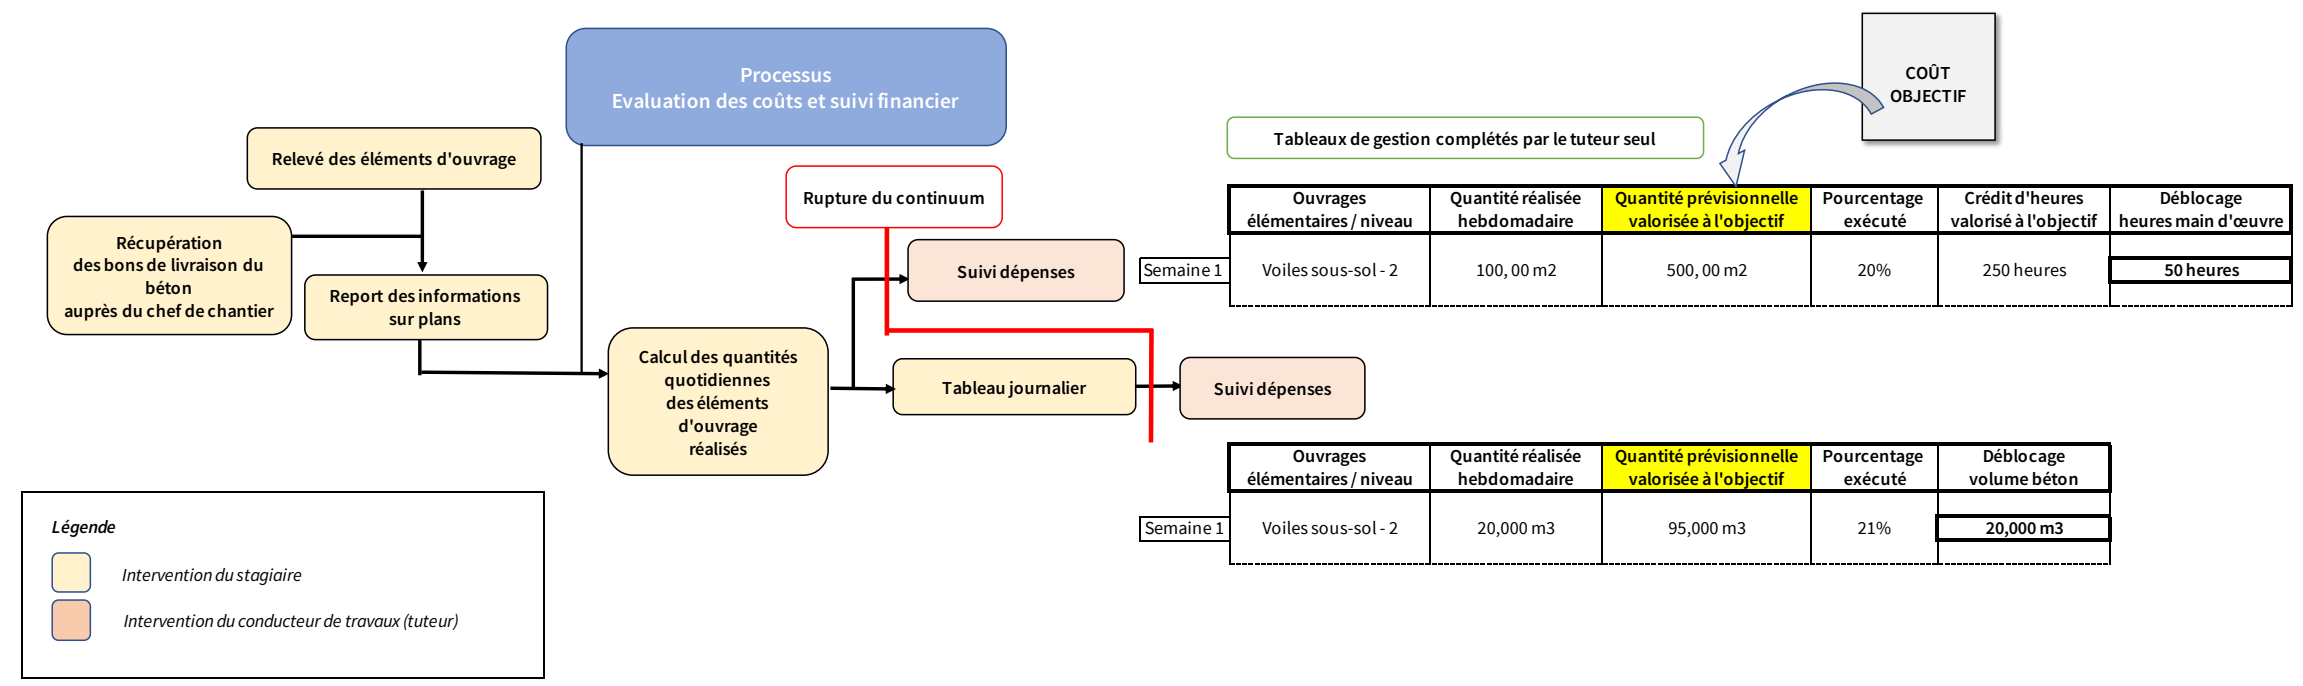 Processus
Evaluation des coûts et suivi financier
COÛT
OBJECTIF
Tableaux de gestion complétés par le tuteur seul
Relevé des éléments d'ouvrage
Rupture du continuum
Récupération
des bons de livraison du
béton
auprès du chef de chantier
Report des informations
sur plans
Calcul des quantités
quotidiennes
des éléments
d'ouvrage
réalisés
Suivi dépenses
Tableau journalier
Suivi dépenses
Ouvrages
élémentaires / niveau
Quantité réalisée
hebdomadaire
Quantité prévisionnelle
valorisée à l'objectif
Pourcentage
exécuté
Crédit d'heures
valorisé à l'objectif
Déblocage
heures main d'œuvre
Semaine 1
Voiles sous-sol - 2
100, 00 m2
500, 00 m2
20%
250 heures
50 heures
Ouvrages
élémentaires / niveau
Quantité réalisée
hebdomadaire
Quantité prévisionnelle
valorisée à l'objectif
Pourcentage
exécuté
Déblocage
volume béton
Semaine 1
Voiles sous-sol - 2
20,000 m3
95,000 m3
21%
20,000 m3
Légende
Intervention du stagiaire
Intervention du conducteur de travaux (tuteur)